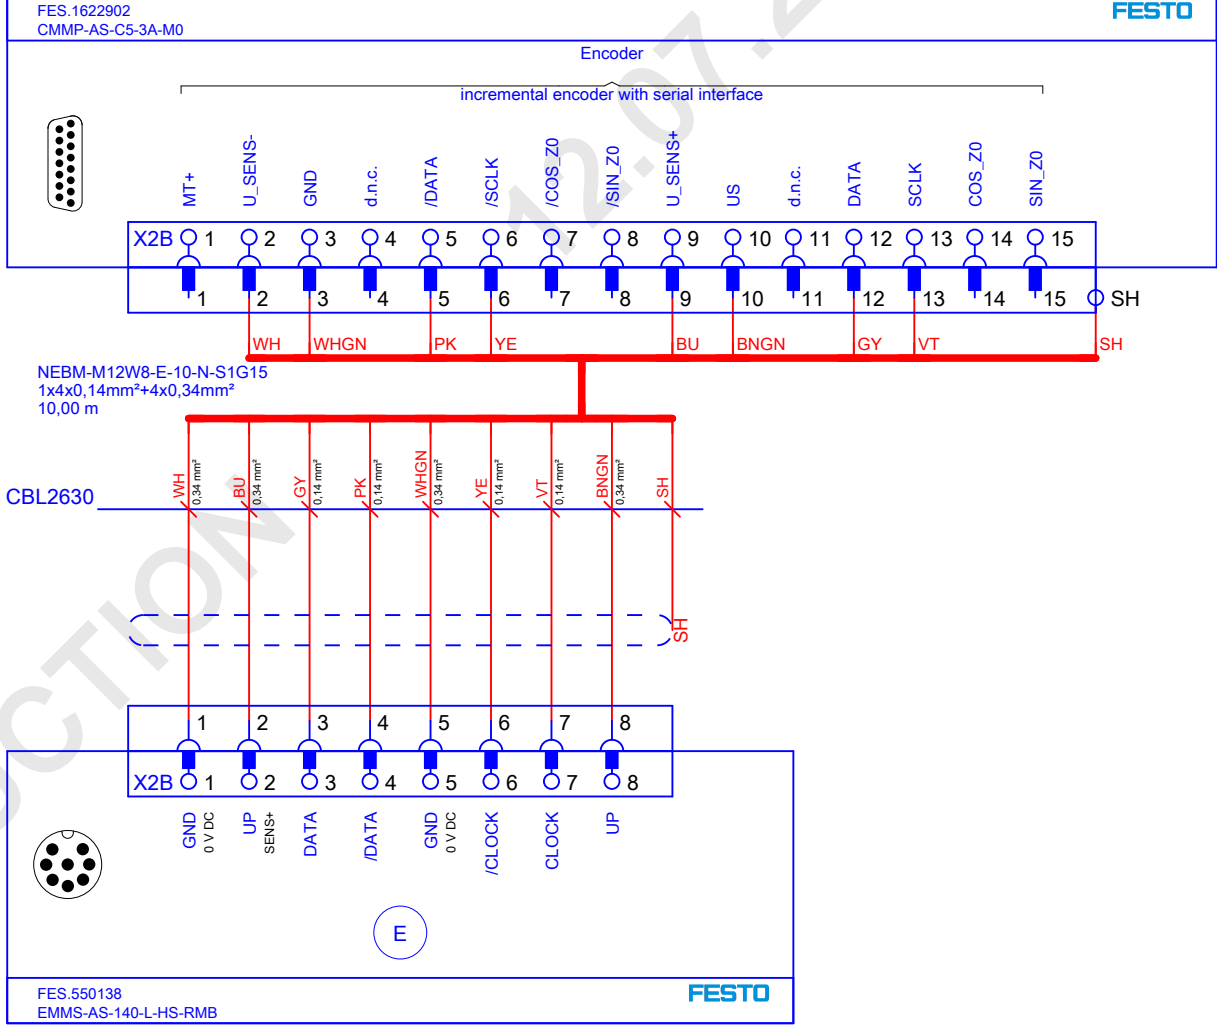 FES.1622902
CMMP-AS-C5-3A-M0
FESTO
Encoder
incremental encoder with serial interface
MT+ U_SENS- GND d.n.c. /DATA /SCLK /COS_Z0 /SIN_Z0 U_SENS+ US d.n.c. DATA SCLK COS_Z0 SIN_Z0
X2B 1 2 3 4 5 6 7 8 9 10 11 12 13 14 15
1 2 3 4 5 6 7 8 9 10 11 12 13 14 15 SH
WH WHGN PK YE BU BNGN GY VT SH
NEBM-M12W8-E-10-N-S1G15
1x4x0,14mm²+4x0,34mm²
10,00 m
WH BU GY PK WHGN YE VT BNGN SH
0,34 mm² 0,34 mm² 0,14 mm² 0,14 mm² 0,34 mm² 0,14 mm² 0,14 mm² 0,34 mm²
CBL2630
SH
1 2 3 4 5 6 7 8
X2B 1 2 3 4 5 6 7 8
GND UP DATA /DATA GND /CLOCK CLOCK UP
0 V DC SENS+ 0 V DC
E
FES.550138
EMMS-AS-140-L-HS-RMB
FESTO
12.07.2
CTION